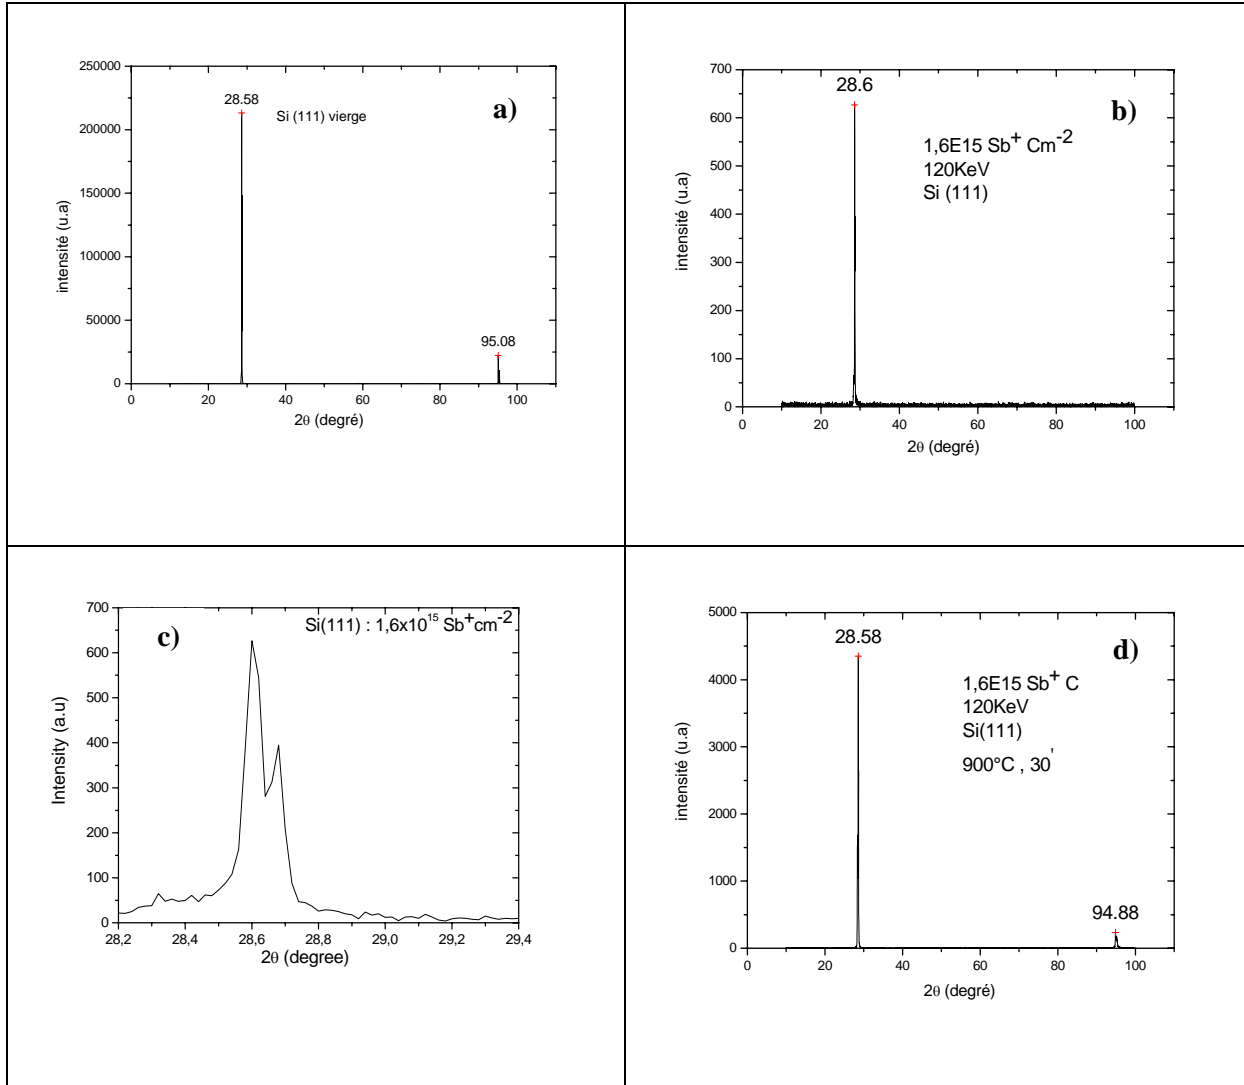 a)
28.58
Si (111) vierge
95.08
250000
200000
150000
100000
50000
0
0 20 40 60 80 100
intensité (u.a)
2θ (degré)
b)
28.6
1,6E15 Sb⁺ Cm⁻²
120KeV
Si (111)
700
600
500
400
300
200
100
0
0 20 40 60 80 100
intensité (u.a)
2θ (degré)
c)
Si(111) : 1,6x10¹⁵ Sb⁺cm⁻²
700
600
500
400
300
200
100
0
28,2 28,4 28,6 28,8 29,0 29,2 29,4
Intensity (a.u)
2θ (degree)
d)
28.58
1,6E15 Sb⁺ C
120KeV
Si(111)
900°C , 30'
94.88
5000
4000
3000
2000
1000
0
0 20 40 60 80 100
intensité (u.a)
2θ (degré)